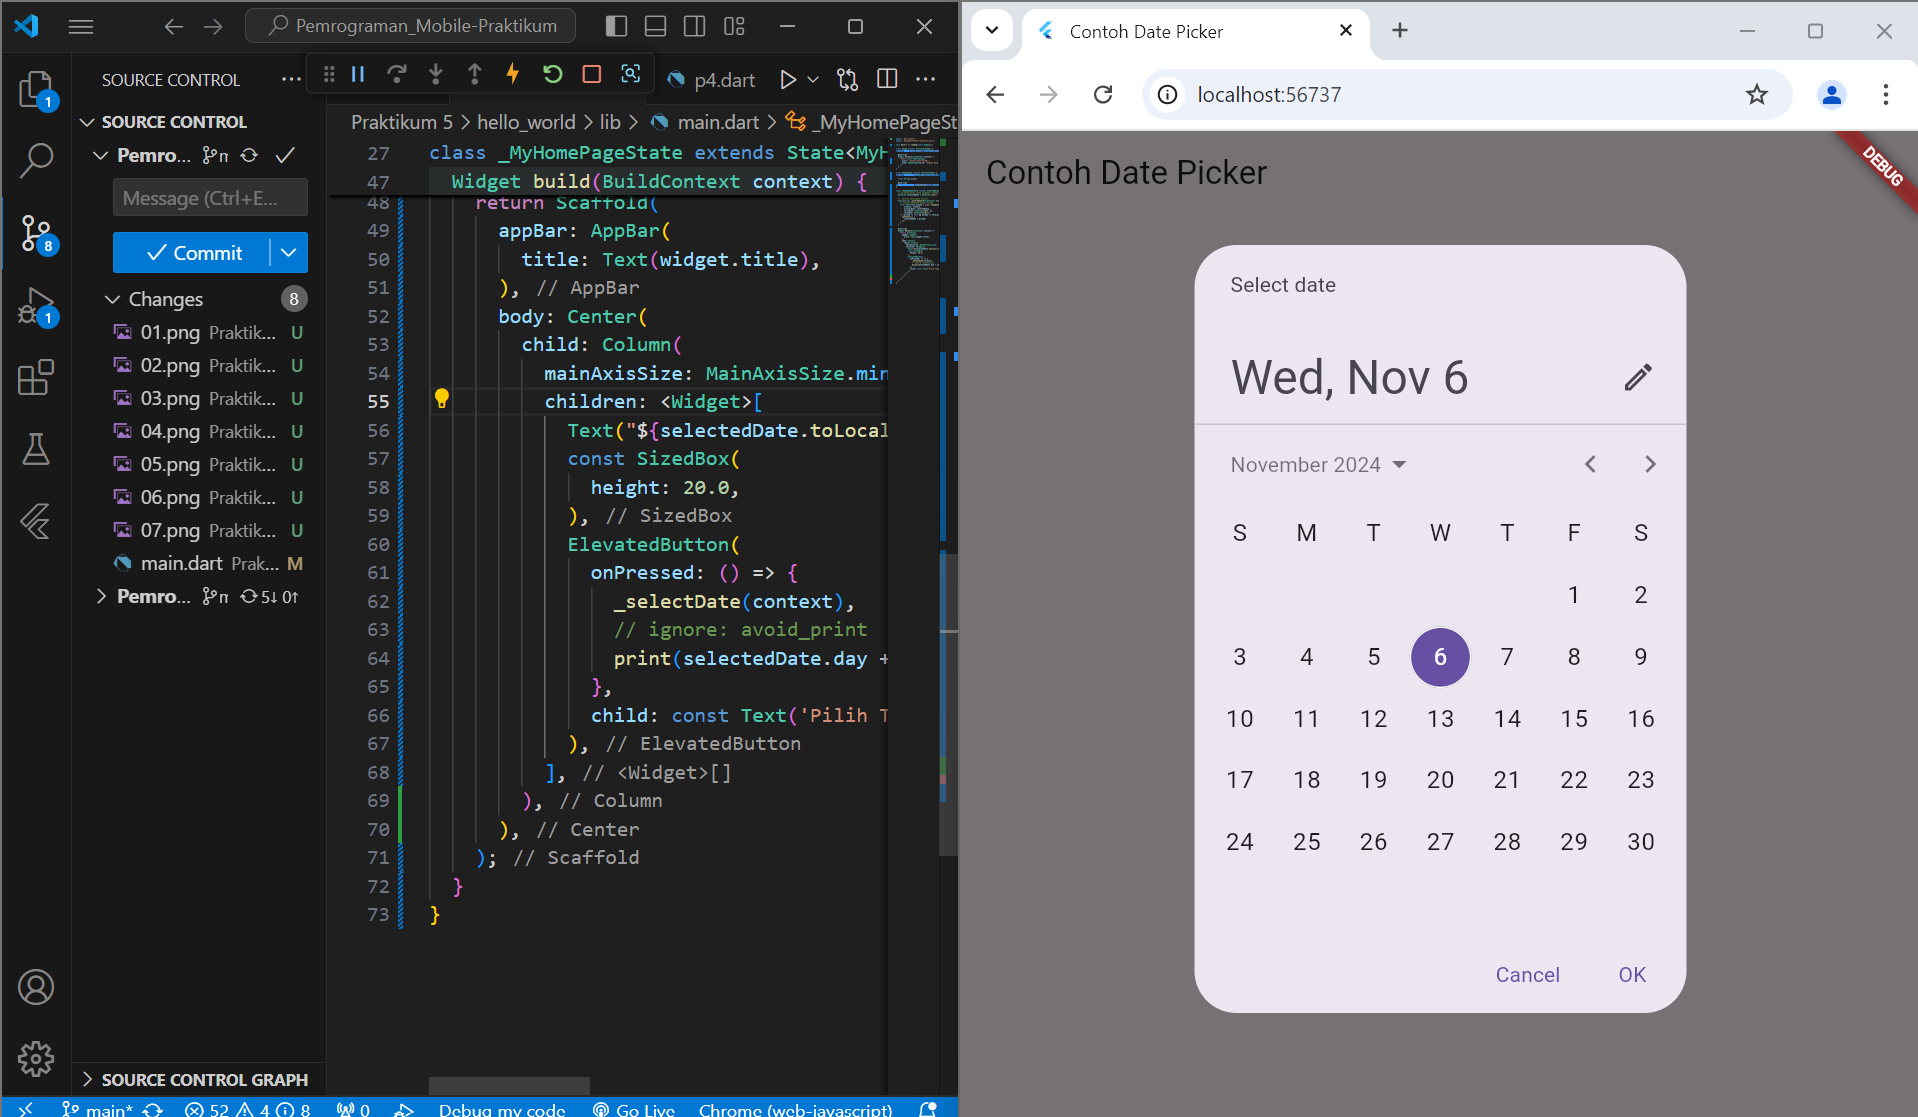 Pemrograman_Mobile-Praktikum
SOURCE CONTROL
p4.dart
SOURCE CONTROL
Pemro...
Message (Ctrl+E...
Commit
Changes 8
01.png Praktik... U
02.png Praktik... U
03.png Praktik... U
04.png Praktik... U
05.png Praktik... U
06.png Praktik... U
07.png Praktik... U
main.dart Prak... M
Pemro... 5↓ 0↑
SOURCE CONTROL GRAPH
1
8
1
Praktikum 5 > hello_world > lib > main.dart > _MyHomePageSt
27 class _MyHomePageState extends State<MyH
47 Widget build(BuildContext context) {
48 return Scaffold(
49 appBar: AppBar(
50 title: Text(widget.title),
51 ), // AppBar
52 body: Center(
53 child: Column(
54 mainAxisSize: MainAxisSize.min
55 children: <Widget>[
56 Text("${selectedDate.toLocal
57 const SizedBox(
58 height: 20.0,
59 ), // SizedBox
60 ElevatedButton(
61 onPressed: () => {
62 _selectDate(context),
63 // ignore: avoid_print
64 print(selectedDate.day +
65 },
66 child: const Text('Pilih T
67 ), // ElevatedButton
68 ], // <Widget>[]
69 ), // Column
70 ), // Center
71 ); // Scaffold
72 }
73 }
main* 52 4 8 0 Debug my code Go Live Chrome (web-javascript)
Contoh Date Picker
localhost:56737
Contoh Date Picker
DEBUG
Select date
Wed, Nov 6
November 2024
S M T W T F S
1 2
3 4 5 6 7 8 9
10 11 12 13 14 15 16
17 18 19 20 21 22 23
24 25 26 27 28 29 30
Cancel OK